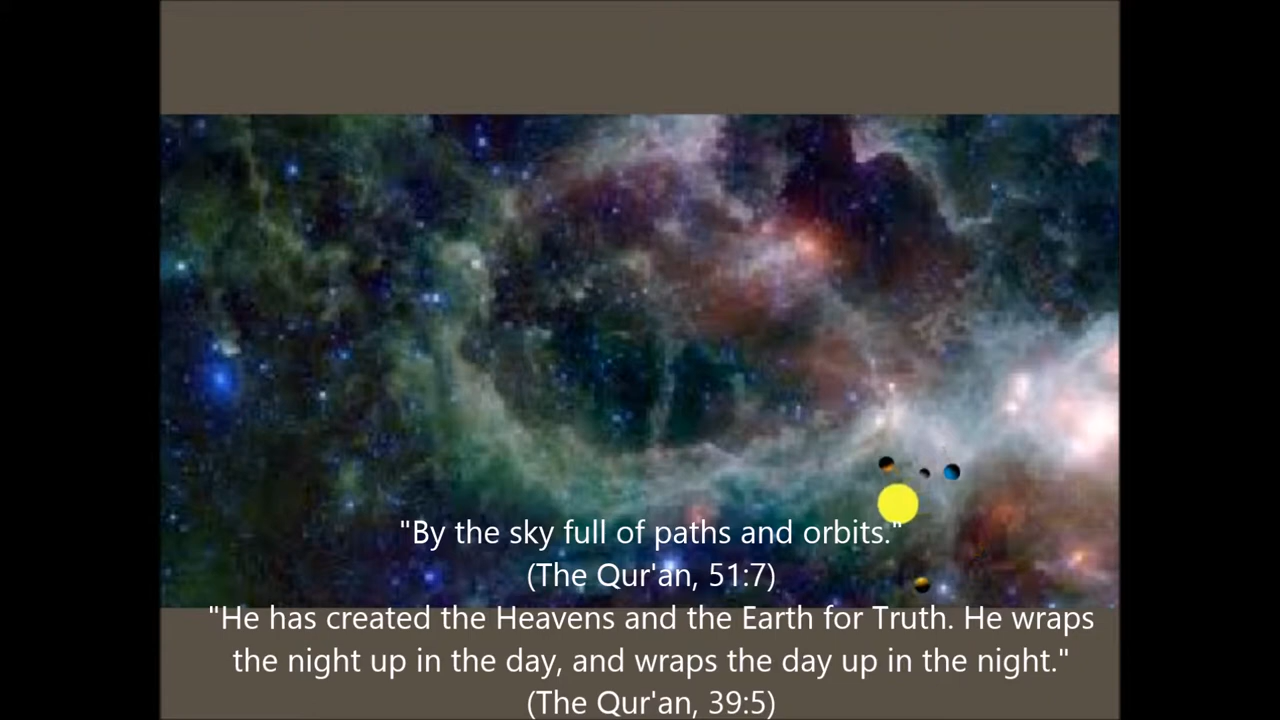 "By the sky full of paths and orbits."
(The Qur'an, 51:7)
"He has created the Heavens and the Earth for Truth. He wraps
the night up in the day, and wraps the day up in the night."
(The Qur'an, 39:5)